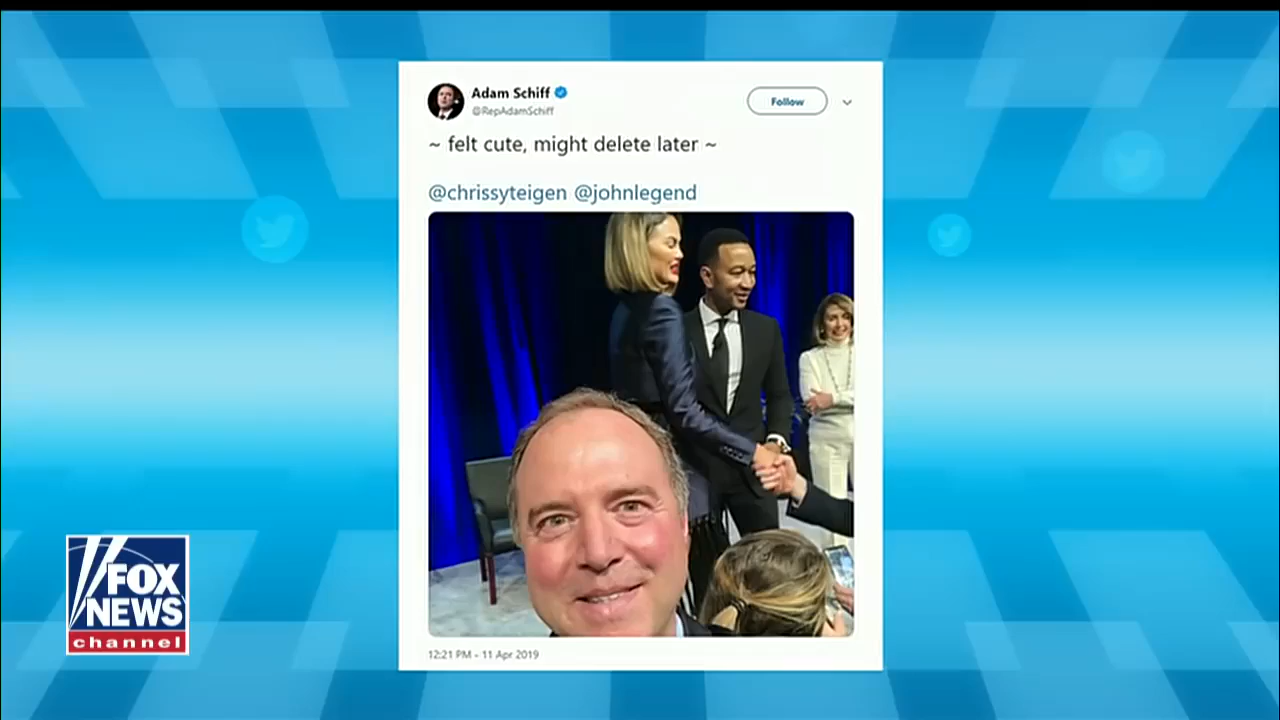 Adam Schiff
@RepAdamSchiff
Follow
~ felt cute, might delete later ~
@chrissyteigen @johnlegend
12:21 PM - 11 Apr 2019
FOX
NEWS
channel